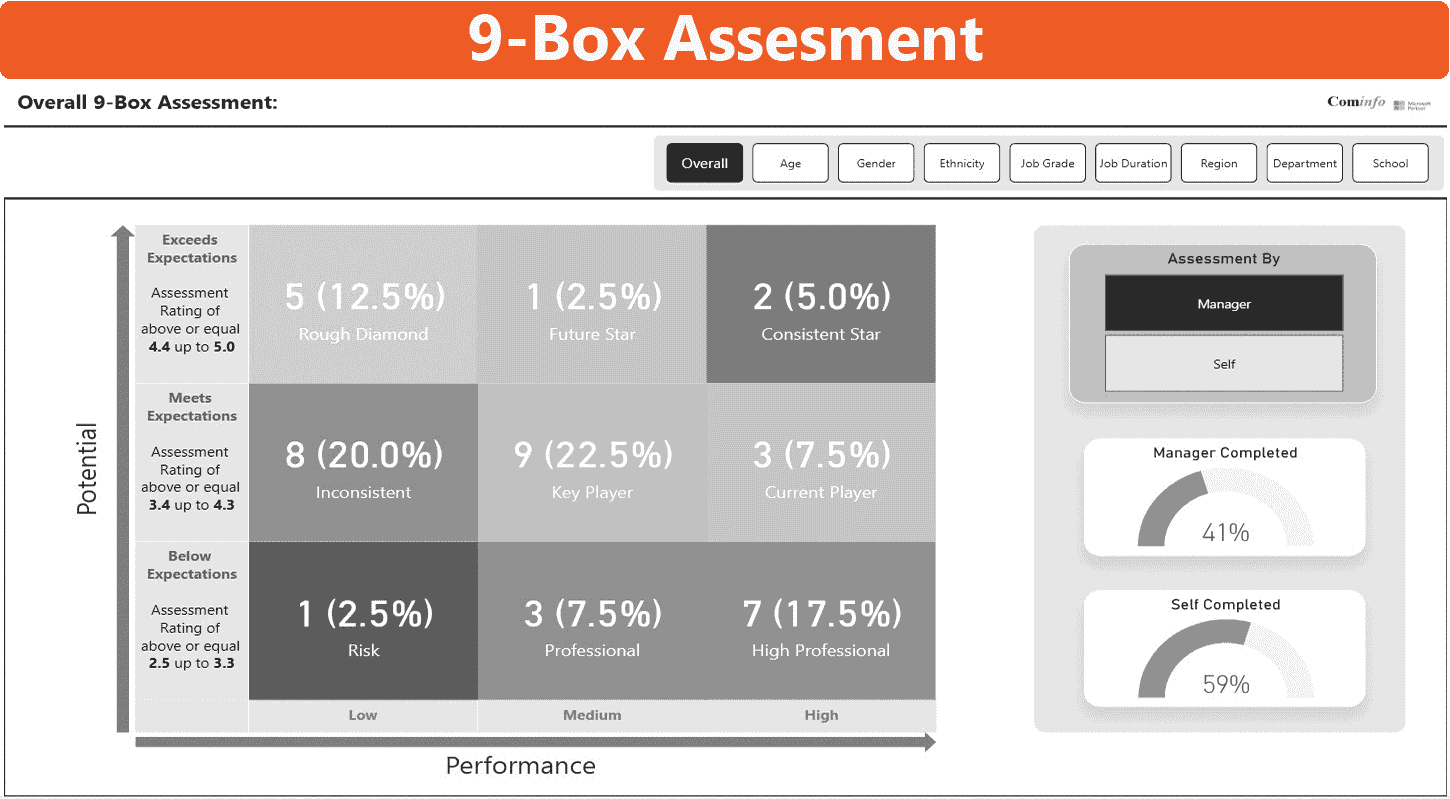 9-Box Assesment
Overall 9-Box Assessment:
Cominfo
Microsoft
Partner
Overall
Age
Gender
Ethnicity
Job Grade
Job Duration
Region
Department
School
Exceeds
Expectations
Assessment
Rating of
above or equal
4.4 up to 5.0
5 (12.5%)
Rough Diamond
1 (2.5%)
Future Star
2 (5.0%)
Consistent Star
Meets
Expectations
Assessment
Rating of
above or equal
3.4 up to 4.3
8 (20.0%)
Inconsistent
9 (22.5%)
Key Player
3 (7.5%)
Current Player
Below
Expectations
Assessment
Rating of
above or equal
2.5 up to 3.3
1 (2.5%)
Risk
3 (7.5%)
Professional
7 (17.5%)
High Professional
Low
Medium
High
Potential
Performance
Assessment By
Manager
Self
Manager Completed
41%
Self Completed
59%